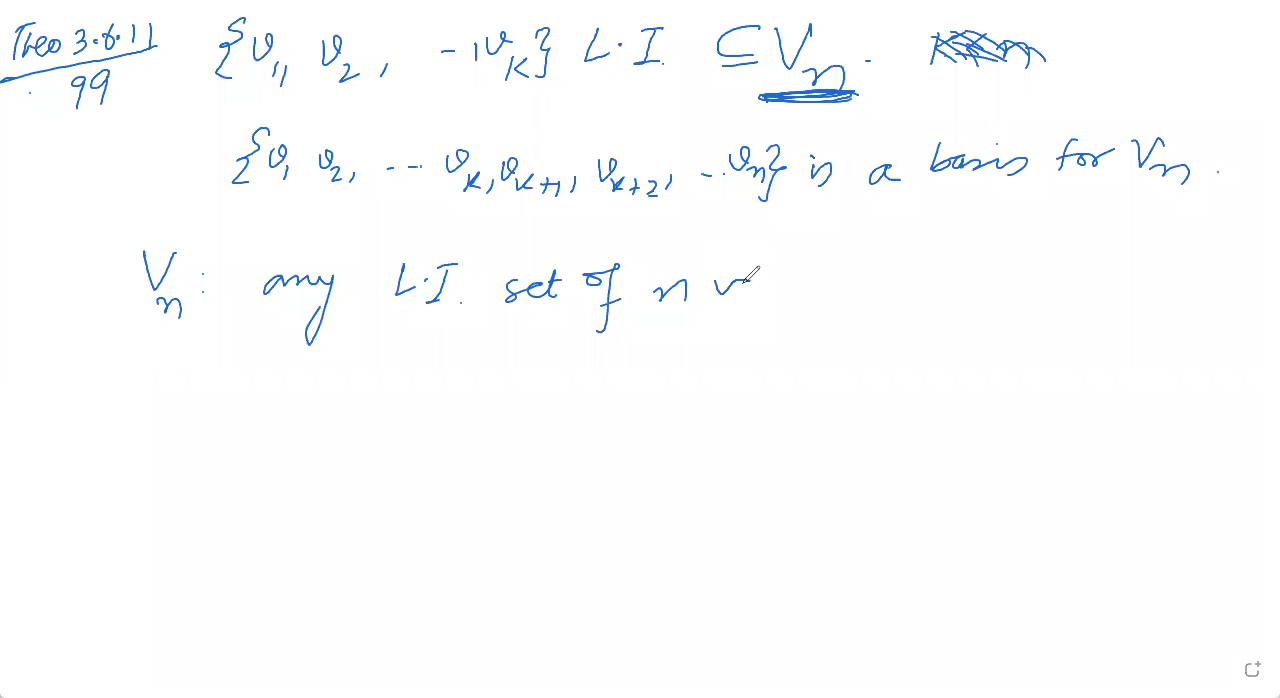 Theo 3.6.11 {v1, v2, --, vk} L.I. ⊆ Vn.
99
{v1, v2, ... vk, vk+1, vk+2, ... vn} is a basis for Vn.
Vn : any L.I. set of n v